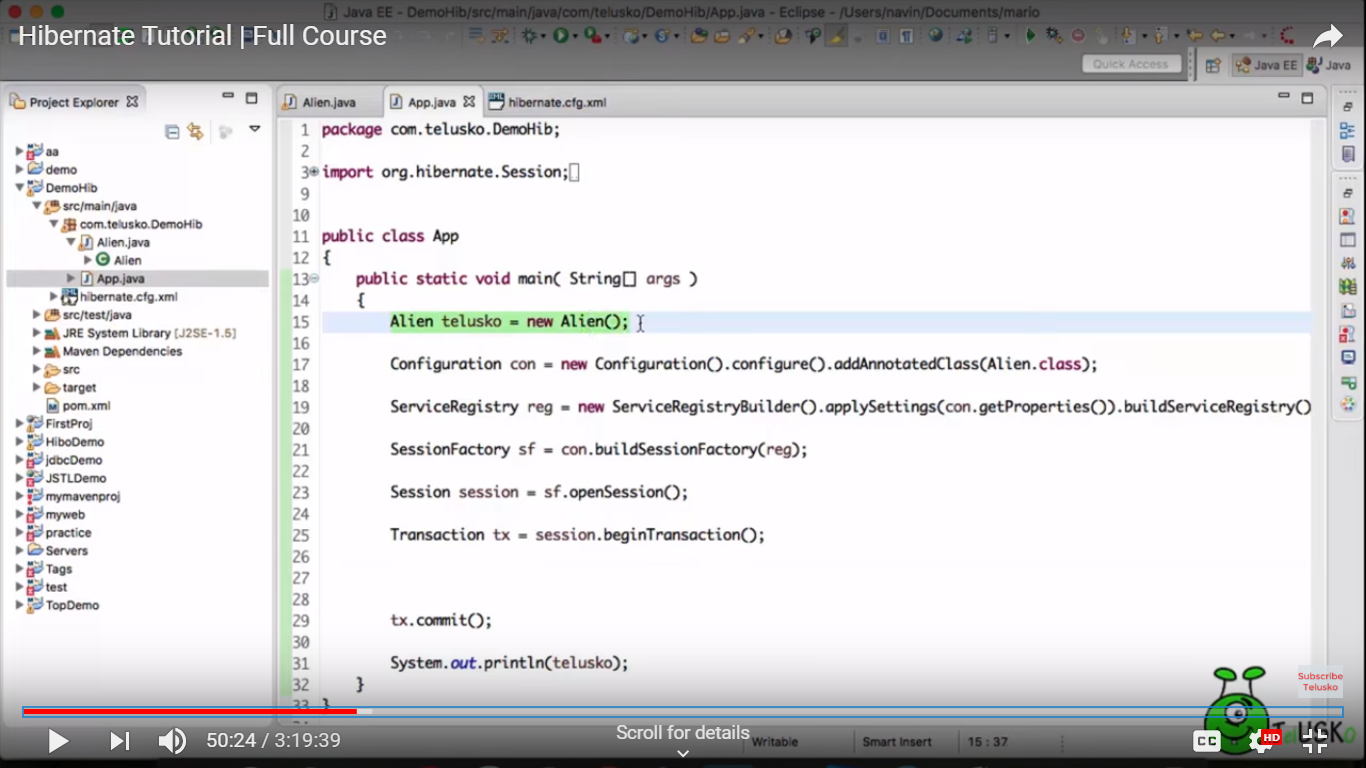 Java EE - DemoHib/src/main/java/com/telusko/DemoHib/App.java - Eclipse - /Users/navin/Documents/mario
Hibernate Tutorial | Full Course
Quick Access
Java EE
Java
Project Explorer
Alien.java
App.java
hibernate.cfg.xml
aa
demo
DemoHib
src/main/java
com.telusko.DemoHib
Alien.java
Alien
App.java
hibernate.cfg.xml
src/test/java
JRE System Library [J2SE-1.5]
Maven Dependencies
src
target
pom.xml
FirstProj
HiboDemo
jdbcDemo
JSTLDemo
mymavenproj
myweb
practice
Servers
Tags
test
TopDemo
1 package com.telusko.DemoHib;
2
3 import org.hibernate.Session;
9
10
11 public class App
12 {
13 public static void main( String[] args )
14 {
15 Alien telusko = new Alien();
16
17 Configuration con = new Configuration().configure().addAnnotatedClass(Alien.class);
18
19 ServiceRegistry reg = new ServiceRegistryBuilder().applySettings(con.getProperties()).buildServiceRegistry()
20
21 SessionFactory sf = con.buildSessionFactory(reg);
22
23 Session session = sf.openSession();
24
25 Transaction tx = session.beginTransaction();
26
27
28
29 tx.commit();
30
31 System.out.println(telusko);
32 }
33 }
Subscribe
Telusko
50:24 / 3:19:39
Scroll for details
Writable
Smart Insert
15 : 37
CC
HD